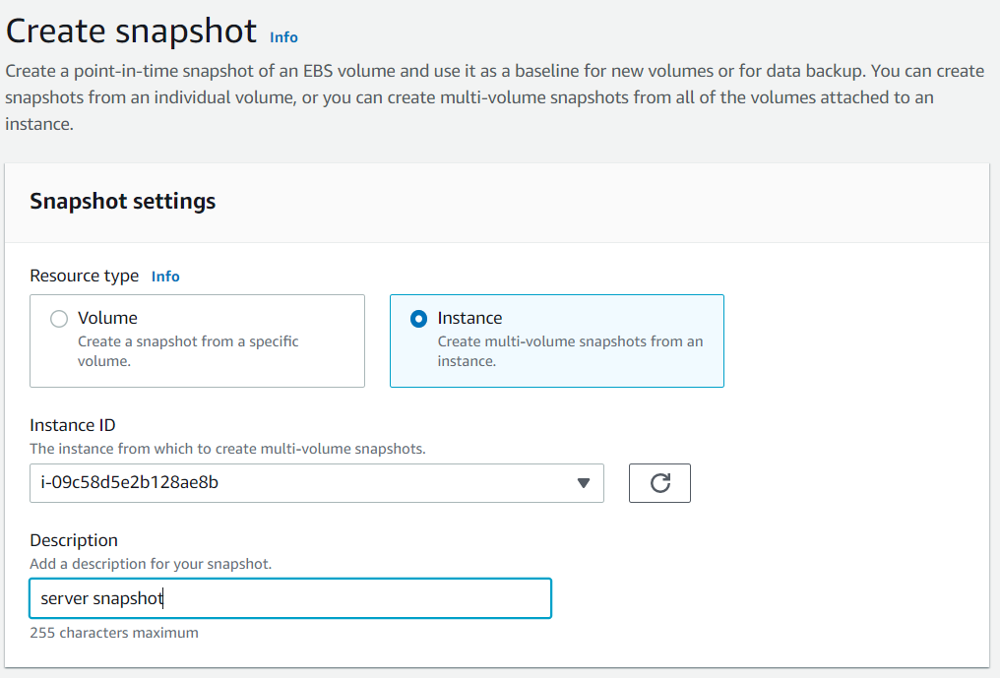 Create snapshot Info
Create a point-in-time snapshot of an EBS volume and use it as a baseline for new volumes or for data backup. You can create
snapshots from an individual volume, or you can create multi-volume snapshots from all of the volumes attached to an
instance.
Snapshot settings
Resource type Info
Volume
Create a snapshot from a specific
volume.
Instance
Create multi-volume snapshots from an
instance.
Instance ID
The instance from which to create multi-volume snapshots.
i-09c58d5e2b128ae8b
Description
Add a description for your snapshot.
server snapshot
255 characters maximum